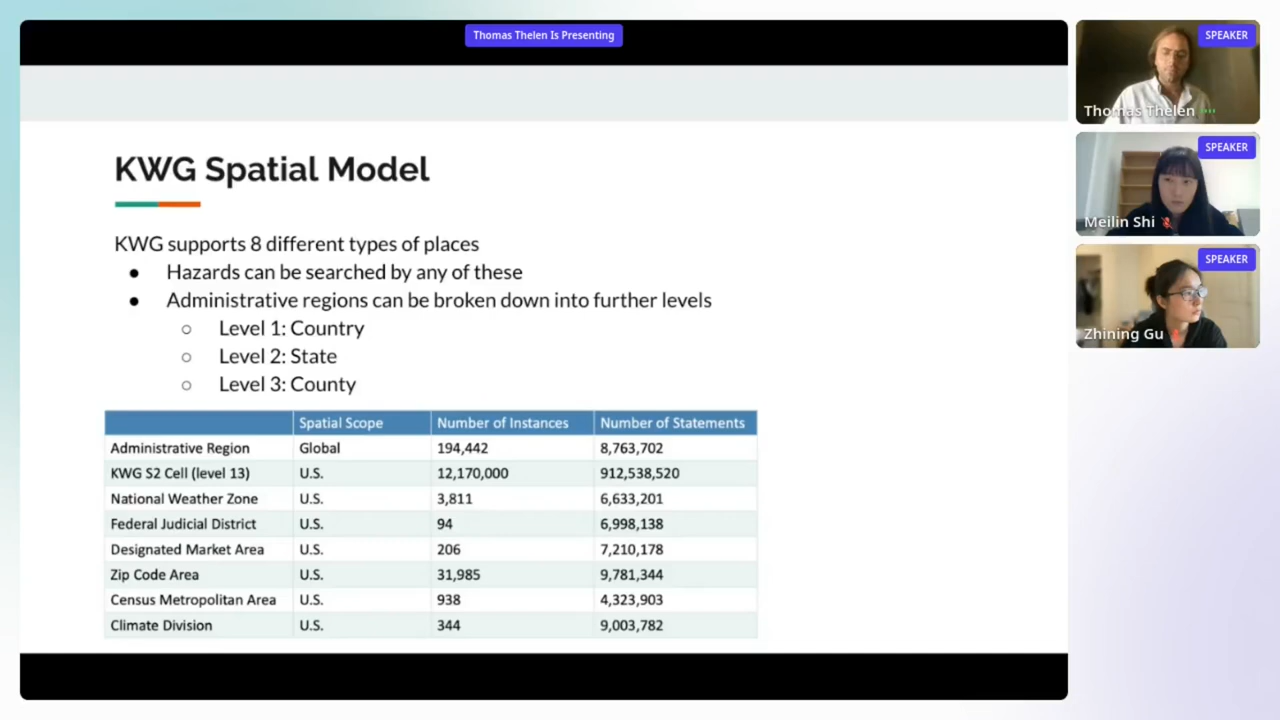 Thomas Thelen Is Presenting
KWG Spatial Model
KWG supports 8 different types of places
● Hazards can be searched by any of these
● Administrative regions can be broken down into further levels
○ Level 1: Country
○ Level 2: State
○ Level 3: County
Spatial Scope Number of Instances Number of Statements
Administrative Region Global 194,442 8,763,702
KWG S2 Cell (level 13) U.S. 12,170,000 912,538,520
National Weather Zone U.S. 3,811 6,633,201
Federal Judicial District U.S. 94 6,998,138
Designated Market Area U.S. 206 7,210,178
Zip Code Area U.S. 31,985 9,781,344
Census Metropolitan Area U.S. 938 4,323,903
Climate Division U.S. 344 9,003,782
SPEAKER
Thomas Thelen
SPEAKER
Meilin Shi
SPEAKER
Zhining Gu